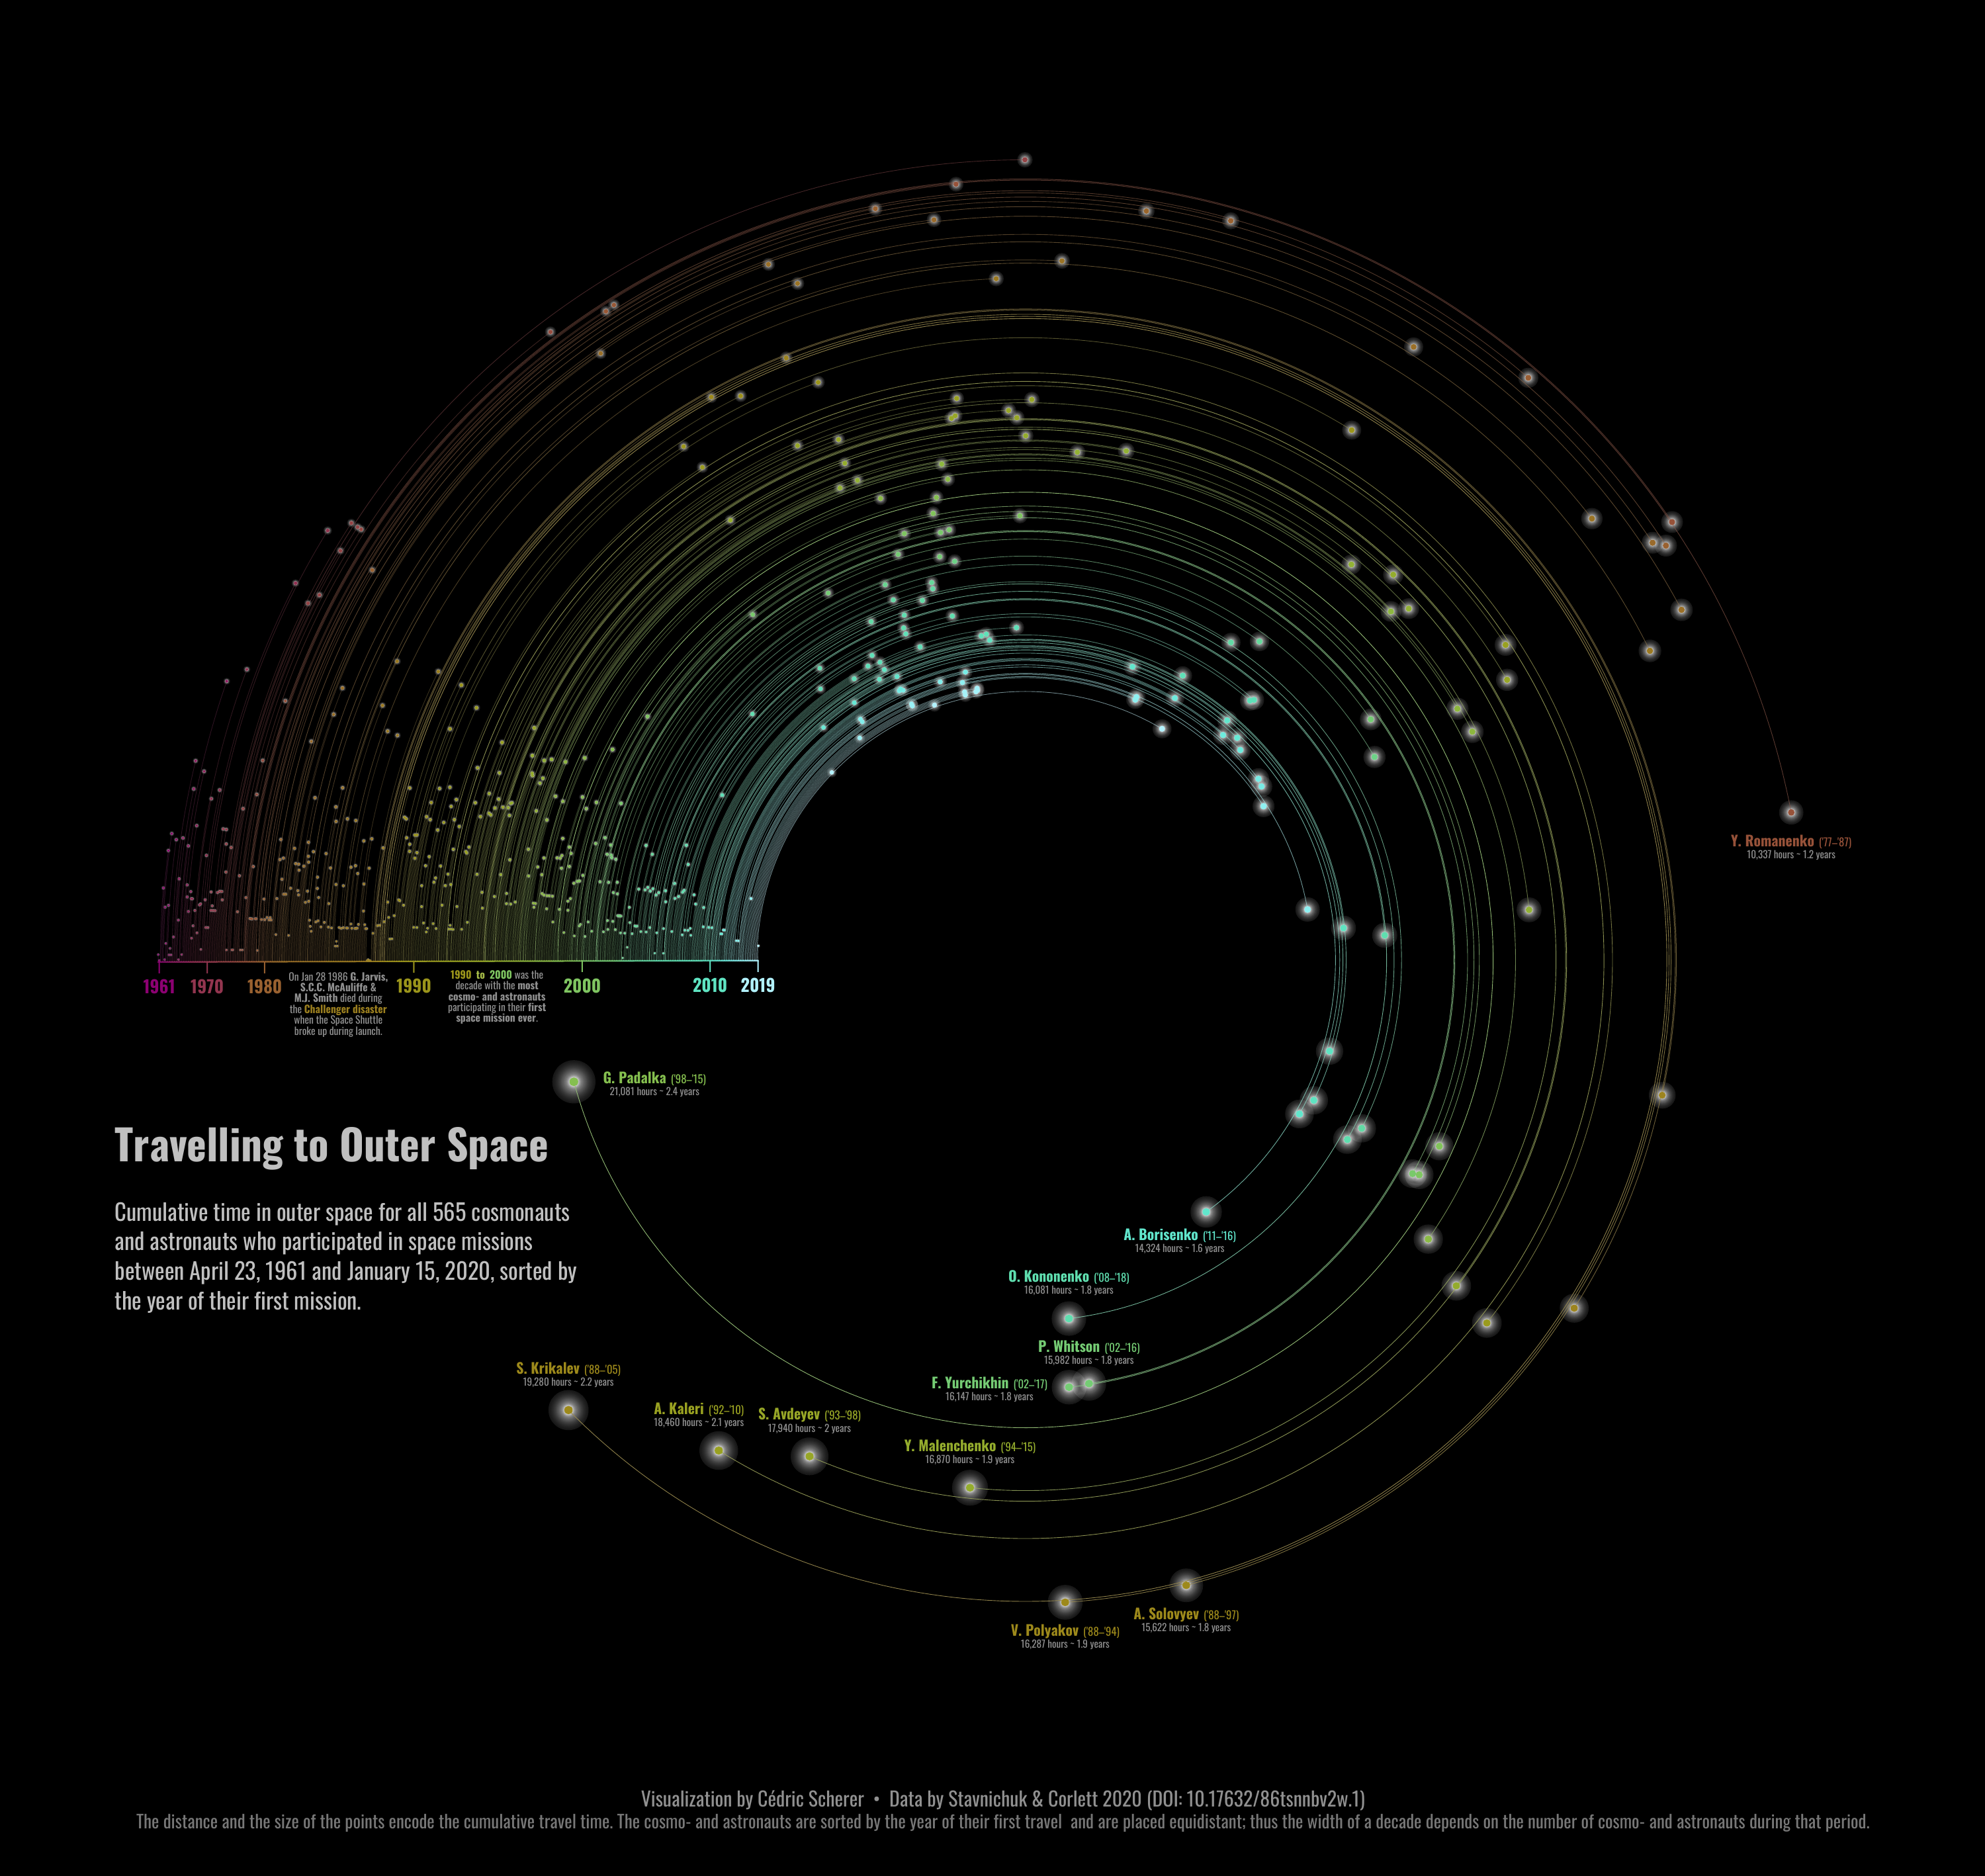 Y. Romanenko ('77–'87)
10,337 hours ~ 1.2 years
1961
1970
1980
1990
2000
2010
2019
On Jan 28 1986 G. Jarvis,
S.C.C. McAuliffe &
M.J. Smith died during
the Challenger disaster
when the Space Shuttle
broke up during launch.
1990 to 2000 was the
decade with the most
cosmo- and astronauts
participating in their first
space mission ever.
G. Padalka ('98–'15)
21,081 hours ~ 2.4 years
Travelling to Outer Space
Cumulative time in outer space for all 565 cosmonauts
and astronauts who participated in space missions
between April 23, 1961 and January 15, 2020, sorted by
the year of their first mission.
A. Borisenko ('11–'16)
14,324 hours ~ 1.6 years
O. Kononenko ('08–'18)
16,081 hours ~ 1.8 years
P. Whitson ('02–'16)
15,982 hours ~ 1.8 years
F. Yurchikhin ('02–'17)
16,147 hours ~ 1.8 years
S. Krikalev ('88–'05)
19,280 hours ~ 2.2 years
A. Kaleri ('92–'10)
18,460 hours ~ 2.1 years
S. Avdeyev ('93–'98)
17,940 hours ~ 2 years
Y. Malenchenko ('94–'15)
16,870 hours ~ 1.9 years
A. Solovyev ('88–'97)
15,622 hours ~ 1.8 years
V. Polyakov ('88–'94)
16,287 hours ~ 1.9 years
Visualization by Cédric Scherer • Data by Stavnichuk & Corlett 2020 (DOI: 10.17632/86tsnnbv2w.1)
The distance and the size of the points encode the cumulative travel time. The cosmo- and astronauts are sorted by the year of their first travel and are placed equidistant; thus the width of a decade depends on the number of cosmo- and astronauts during that period.